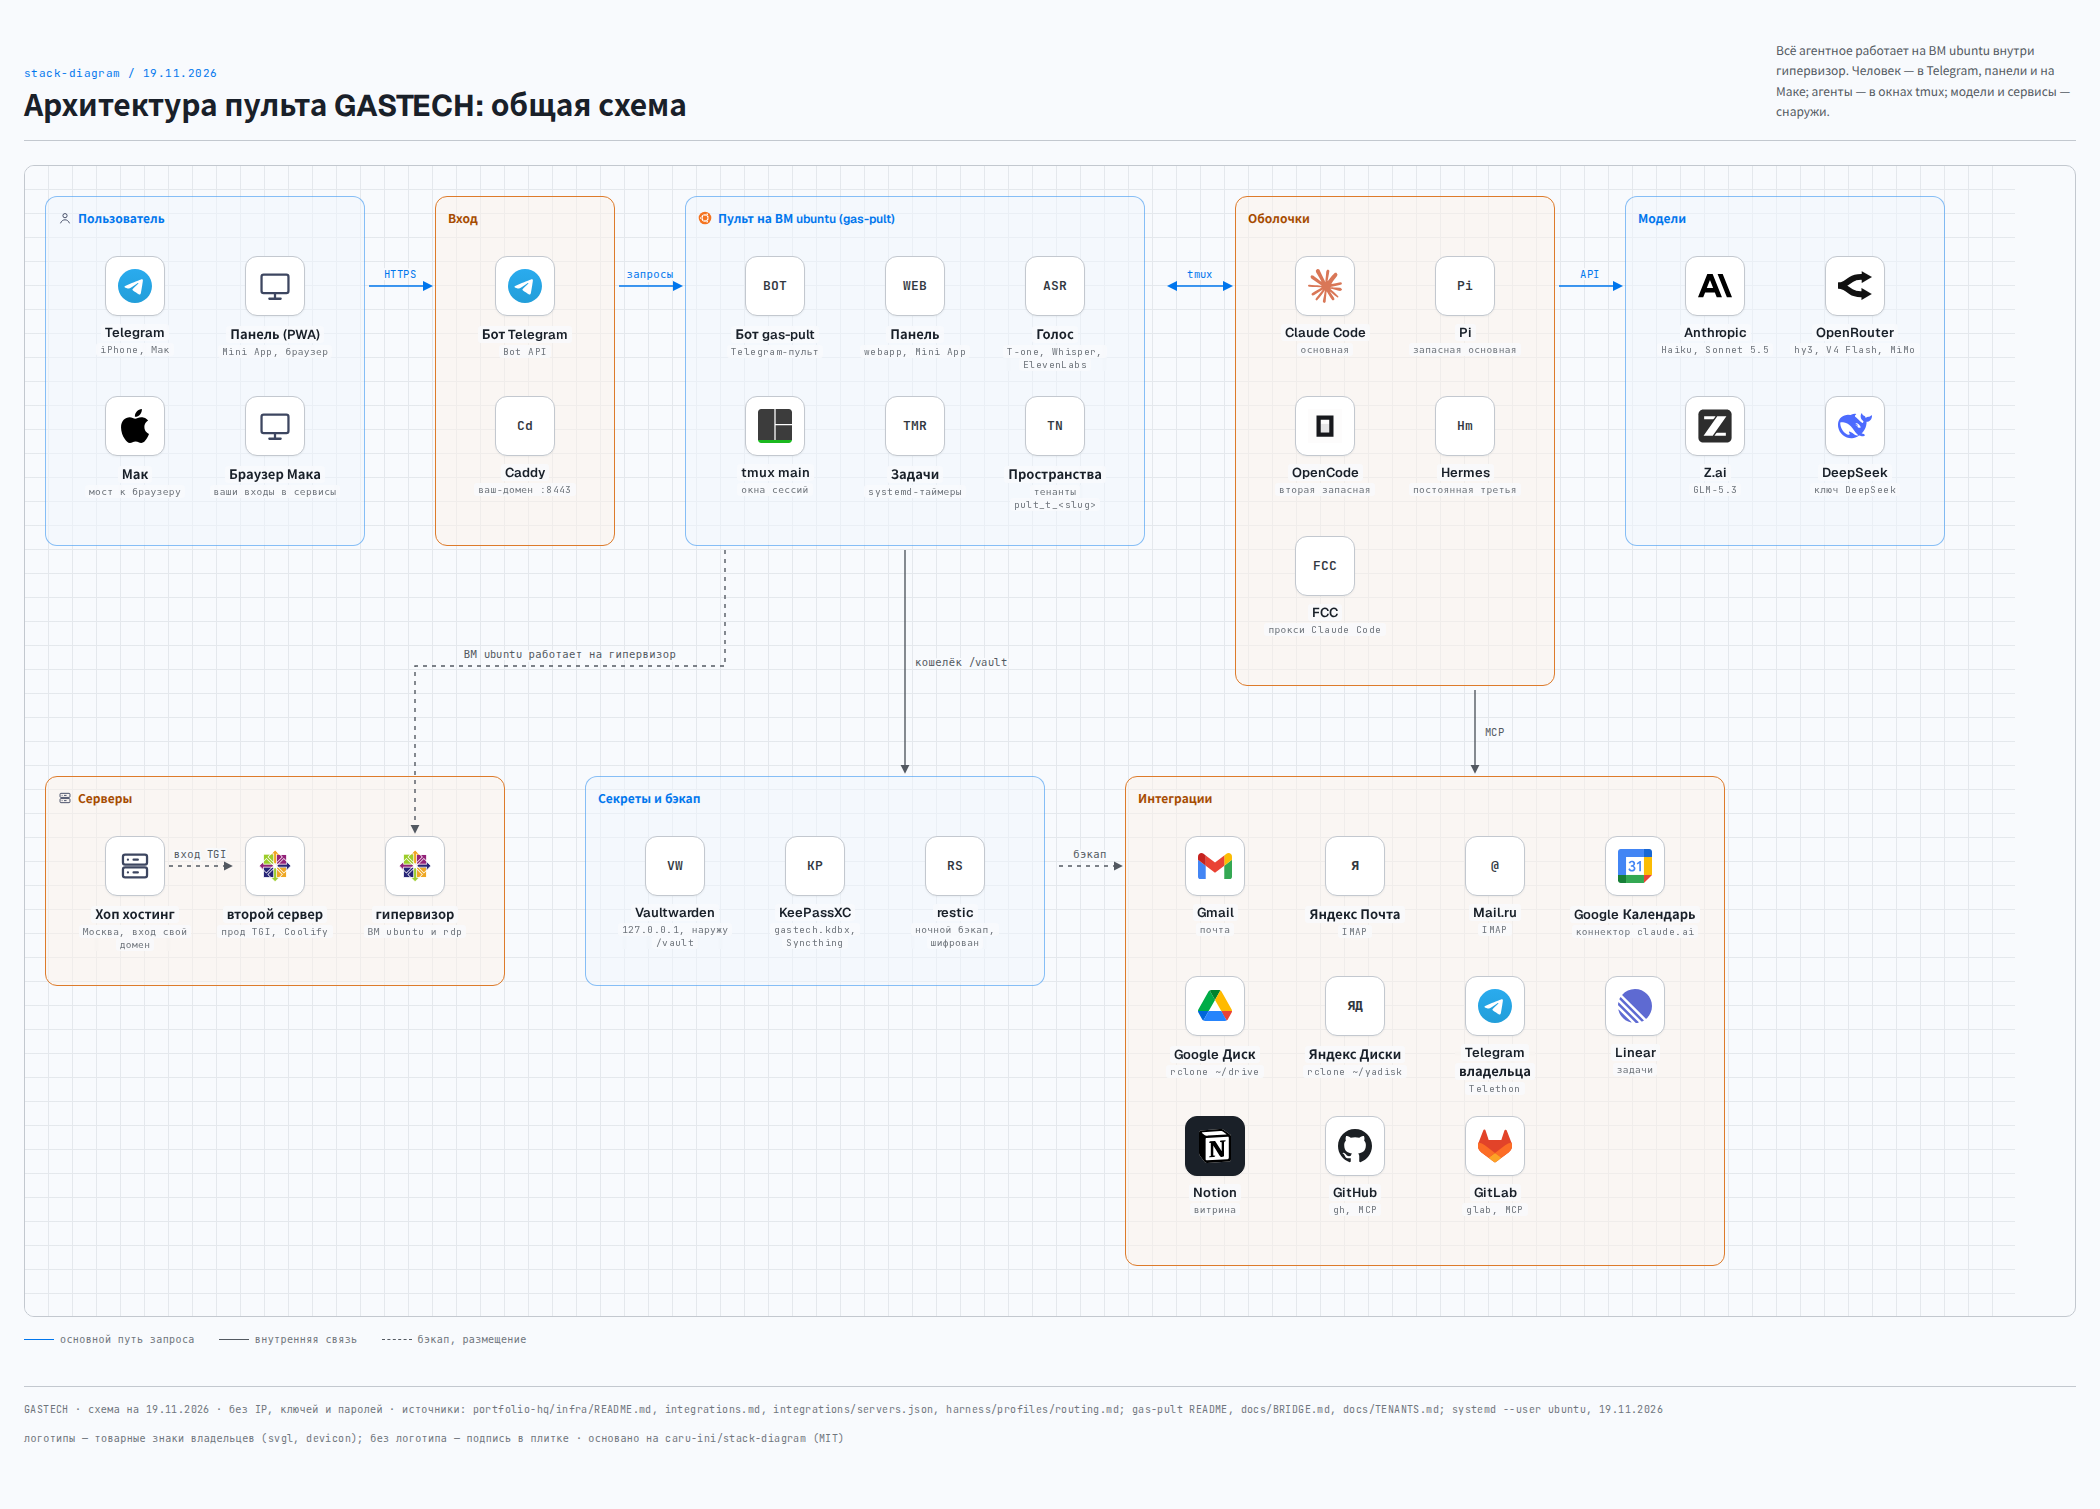 stack-diagram / 19.11.2026
Архитектура пульта GASTECH: общая схема
Всё агентное работает на ВМ ubuntu внутри
гипервизор. Человек — в Telegram, панели и на
Маке; агенты — в окнах tmux; модели и сервисы —
снаружи.
Пользователь
Telegram
iPhone, Мак
Панель (PWA)
Mini App, браузер
Мак
мост к браузеру
Браузер Мака
ваши входы в сервисы
HTTPS
Вход
Бот Telegram
Bot API
Cd
Caddy
ваш-домен :8443
запросы
Пульт на ВМ ubuntu (gas-pult)
BOT
Бот gas-pult
Telegram-пульт
WEB
Панель
webapp, Mini App
ASR
Голос
T-one, Whisper,
ElevenLabs
tmux main
окна сессий
TMR
Задачи
systemd-таймеры
TN
Пространства
тенанты
pult_t_<slug>
tmux
Оболочки
Claude Code
основная
Pi
Pi
запасная основная
OpenCode
вторая запасная
Hm
Hermes
постоянная третья
FCC
FCC
прокси Claude Code
API
Модели
Anthropic
Haiku, Sonnet 5.5
OpenRouter
hy3, V4 Flash, MiMo
Z.ai
GLM-5.3
DeepSeek
ключ DeepSeek
ВМ ubuntu работает на гипервизор
кошелёк /vault
MCP
Серверы
Хоп хостинг
Москва, вход свой
домен
вход TGI
второй сервер
прод TGI, Coolify
гипервизор
ВМ ubuntu и rdp
Секреты и бэкап
VW
Vaultwarden
127.0.0.1, наружу
/vault
KP
KeePassXC
gastech.kdbx,
Syncthing
RS
restic
ночной бэкап,
шифрован
бэкап
Интеграции
Gmail
почта
Я
Яндекс Почта
IMAP
@
Mail.ru
IMAP
31
Google Календарь
коннектор claude.ai
Google Диск
rclone ~/drive
ЯД
Яндекс Диски
rclone ~/yadisk
Telegram
владельца
Telethon
Linear
задачи
Notion
витрина
GitHub
gh, MCP
GitLab
glab, MCP
основной путь запроса
внутренняя связь
бэкап, размещение
GASTECH · схема на 19.11.2026 · без IP, ключей и паролей · источники: portfolio-hq/infra/README.md, integrations.md, integrations/servers.json, harness/profiles/routing.md; gas-pult README, docs/BRIDGE.md, docs/TENANTS.md; systemd --user ubuntu, 19.11.2026
логотипы — товарные знаки владельцев (svgl, devicon); без логотипа — подпись в плитке · основано на caru-ini/stack-diagram (MIT)